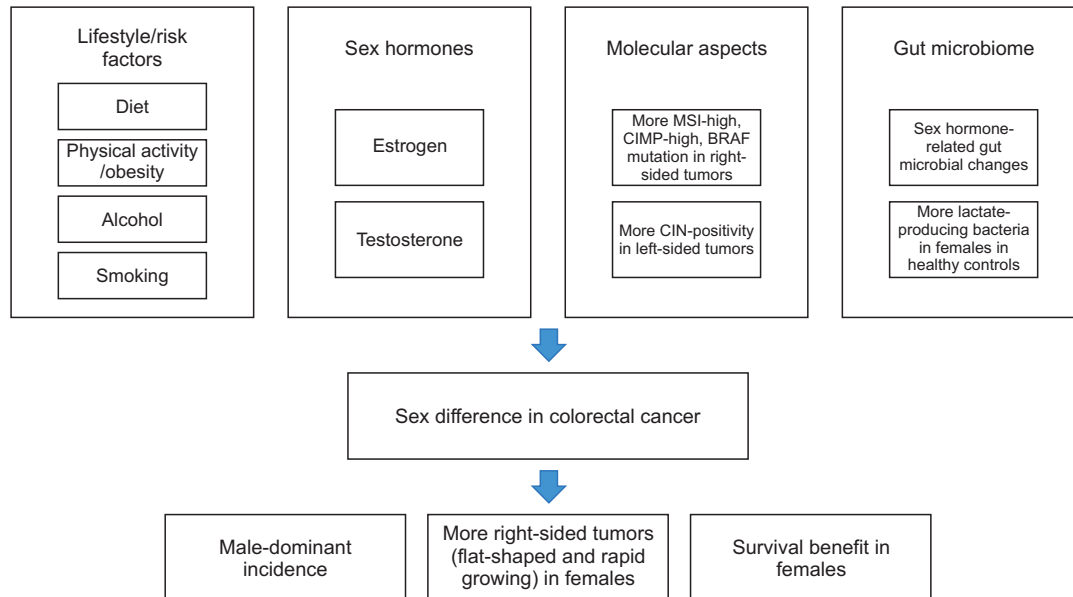 Lifestyle/risk
factors
Diet
Physical activity
/obesity
Alcohol
Smoking
Sex hormones
Estrogen
Testosterone
Molecular aspects
More MSI-high,
CIMP-high, BRAF
mutation in right-
sided tumors
More CIN-positivity
in left-sided tumors
Gut microbiome
Sex hormone-
related gut
microbial changes
More lactate-
producing bacteria
in females in
healthy controls
Sex difference in colorectal cancer
Male-dominant
incidence
More right-sided tumors
(flat-shaped and rapid
growing) in females
Survival benefit in
females